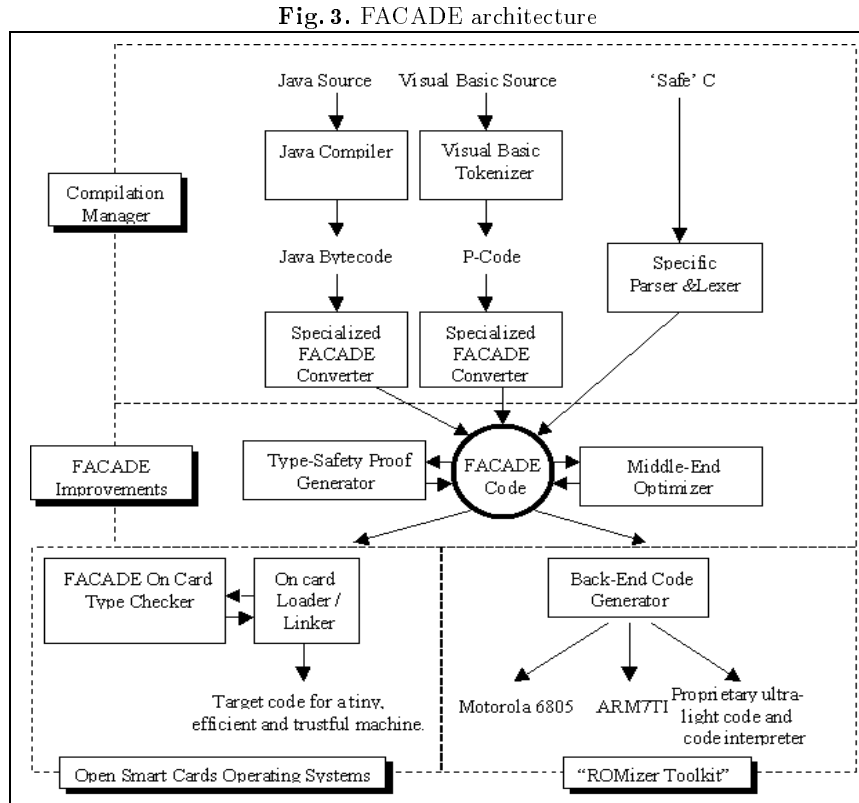 Fig. 3. FACADE architecture
Java Source
Visual Basic Source
‘Safe’ C
Java Compiler
Visual Basic
Tokenizer
Compilation
Manager
Java Bytecode
P-Code
Specific
Parser &Lexer
Specialized
FACADE
Converter
Specialized
FACADE
Converter
FACADE
Improvements
Type-Safety Proof
Generator
FACADE
Code
Middle-End
Optimizer
FACADE On Card
Type Checker
On card
Loader /
Linker
Back-End Code
Generator
Target code for a tiny,
efficient and trustful machine.
Motorola 6805
ARM7TI
Proprietary ultra-
light code and
code interpreter
Open Smart Cards Operating Systems
“ROMizer Toolkit”